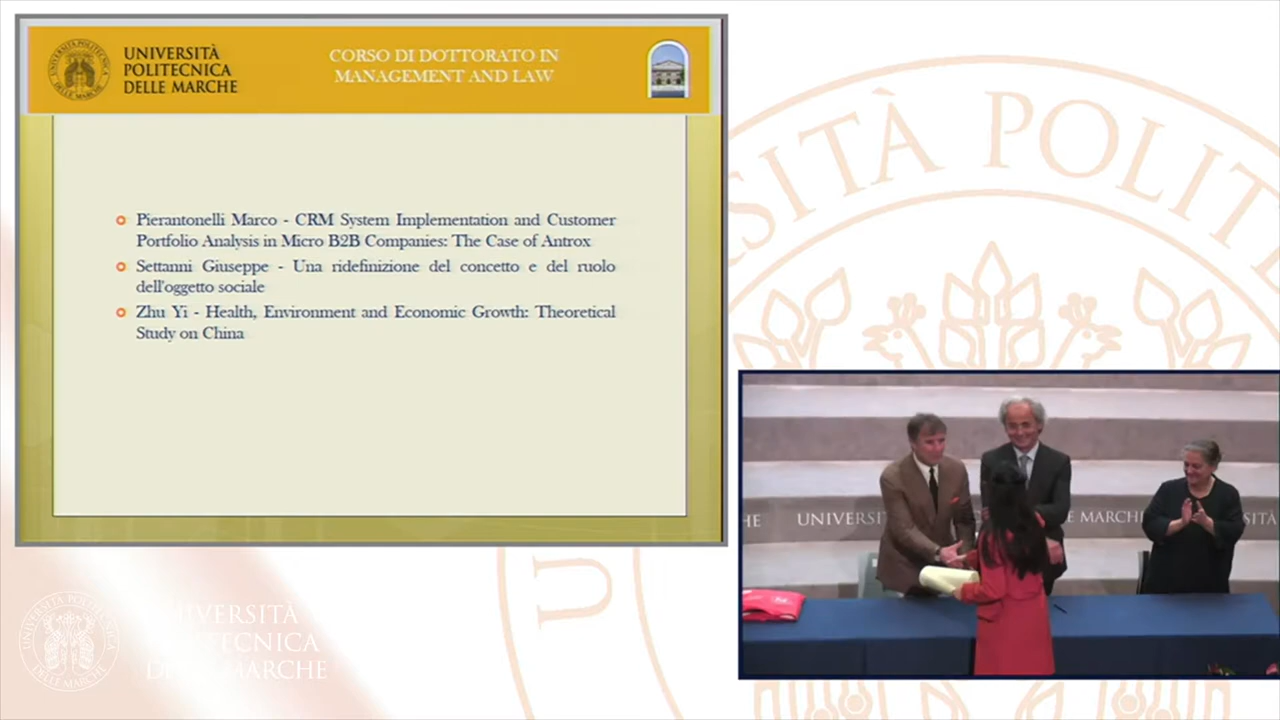 UNIVERSITÀ
POLITECNICA
DELLE MARCHE
CORSO DI DOTTORATO IN
MANAGEMENT AND LAW
Pierantonelli Marco - CRM System Implementation and Customer
Portfolio Analysis in Micro B2B Companies: The Case of Antrox
Settanni Giuseppe - Una ridefinizione del concetto e del ruolo
dell'oggetto sociale
Zhu Yi - Health, Environment and Economic Growth: Theoretical
Study on China
SITÀ POLIT
HE UNIVERSI E MARCHE SITÀ
U
UNIVERSITÀ
POLITECNICA
DELLE MARCHE